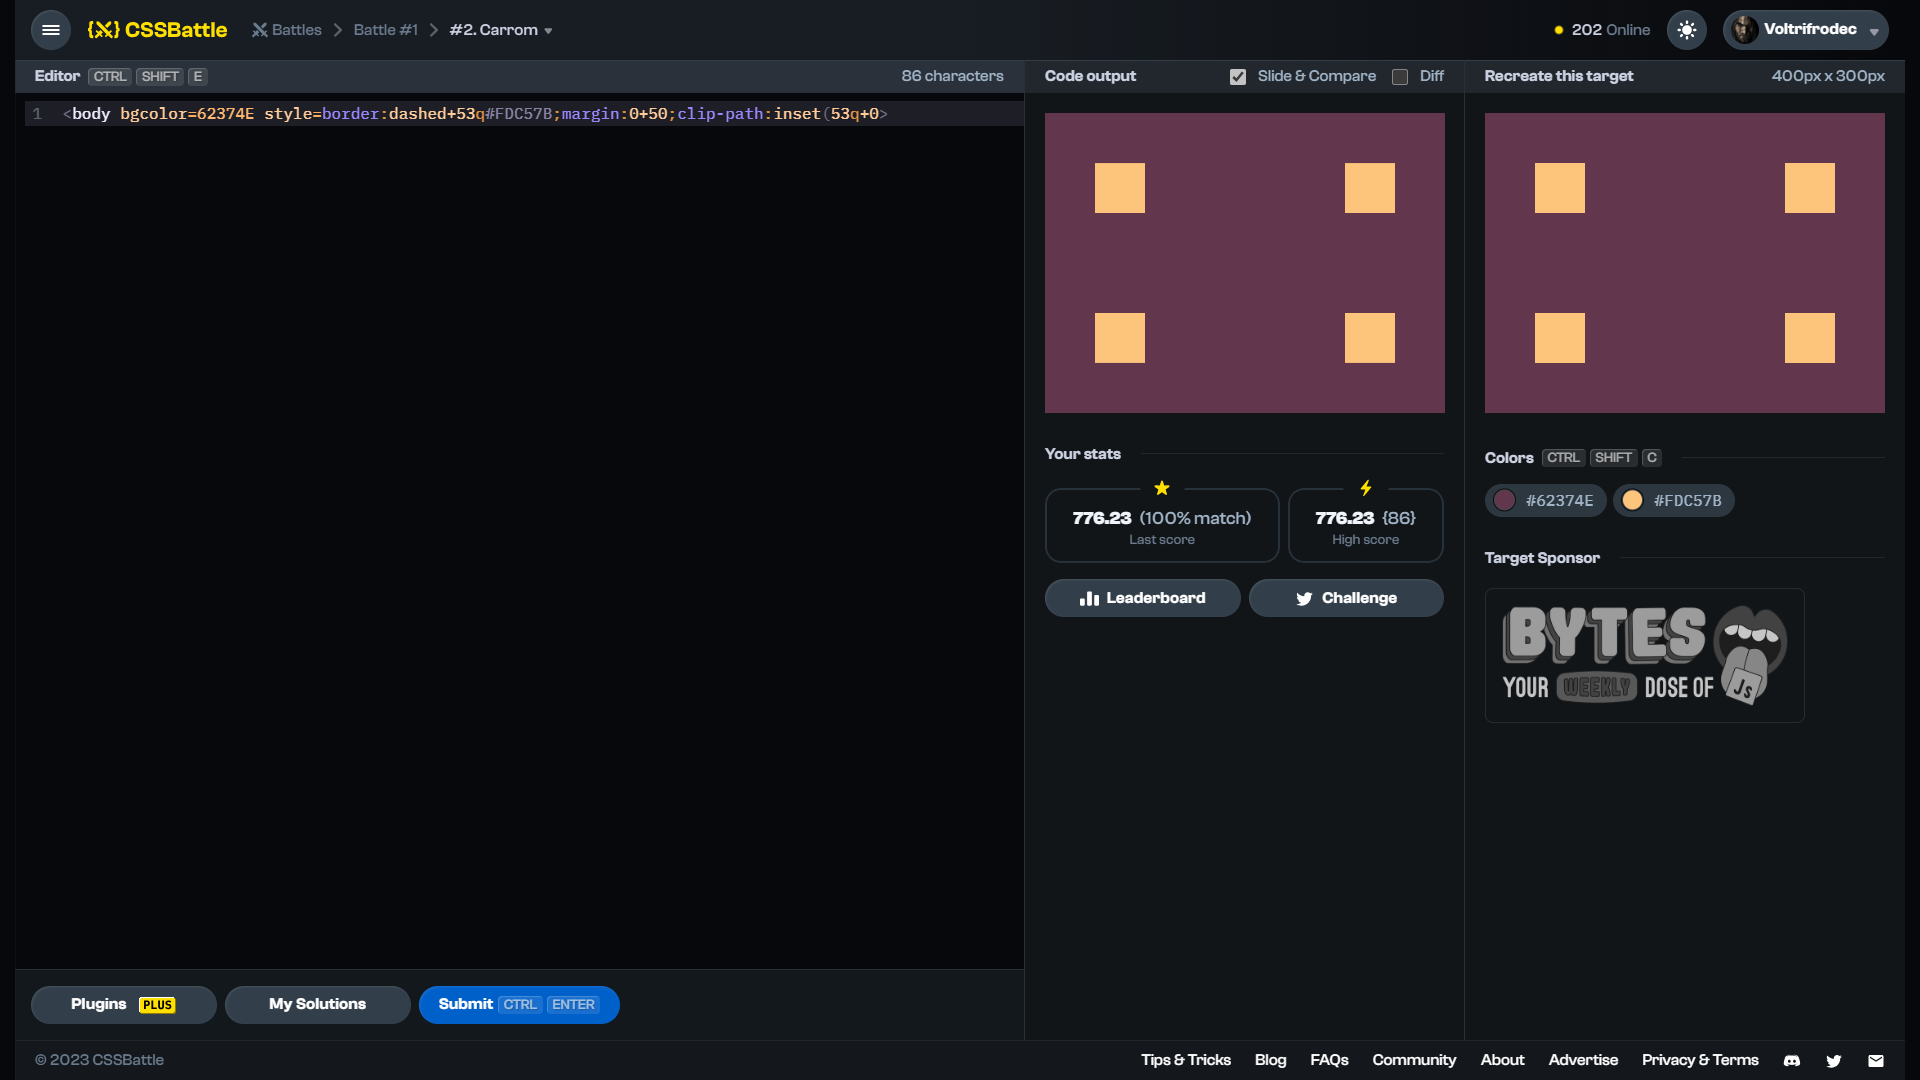 CSSBattle
Battles
Battle #1
#2. Carrom
202 Online
Voltrifrodec
Editor CTRL SHIFT E
86 characters
Code output
Slide & Compare
Diff
Recreate this target
400px x 300px
1 <body bgcolor=62374E style=border:dashed+53q#FDC57B;margin:0+50;clip-path:inset(53q+0>
Your stats
776.23 (100% match)
Last score
776.23 {86}
High score
Leaderboard
Challenge
Colors CTRL SHIFT C
#62374E
#FDC57B
Target Sponsor
BYTES
YOUR WEEKLY DOSE OF JS
Plugins PLUS
My Solutions
Submit CTRL ENTER
© 2023 CSSBattle
Tips & Tricks
Blog
FAQs
Community
About
Advertise
Privacy & Terms